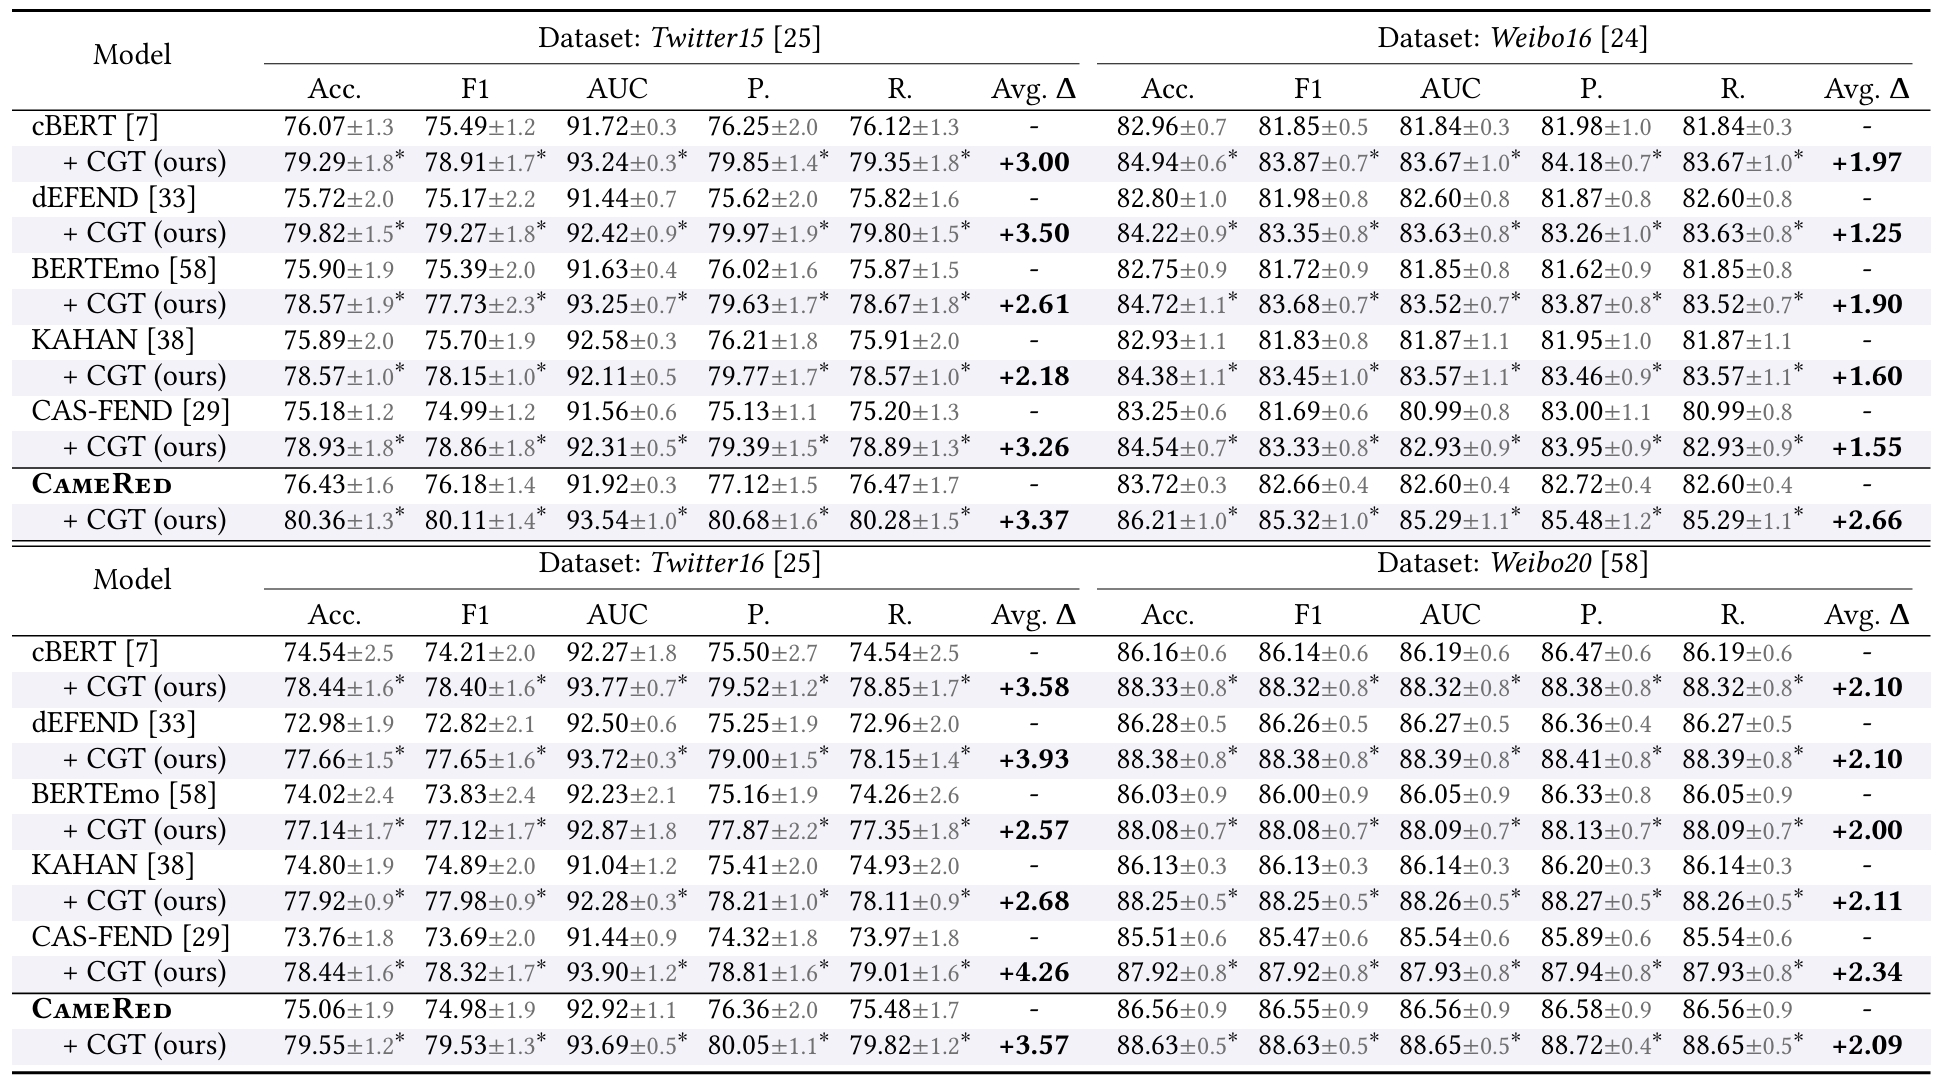 Model Dataset: Twitter15 [25] Dataset: Weibo16 [24]
Acc. F1 AUC P. R. Avg. Δ Acc. F1 AUC P. R. Avg. Δ
cBERT [7] 76.07±1.3 75.49±1.2 91.72±0.3 76.25±2.0 76.12±1.3 - 82.96±0.7 81.85±0.5 81.84±0.3 81.98±1.0 81.84±0.3 -
+ CGT (ours) 79.29±1.8* 78.91±1.7* 93.24±0.3* 79.85±1.4* 79.35±1.8* +3.00 84.94±0.6* 83.87±0.7* 83.67±1.0* 84.18±0.7* 83.67±1.0* +1.97
dEFEND [33] 75.72±2.0 75.17±2.2 91.44±0.7 75.62±2.0 75.82±1.6 - 82.80±1.0 81.98±0.8 82.60±0.8 81.87±0.8 82.60±0.8 -
+ CGT (ours) 79.82±1.5* 79.27±1.8* 92.42±0.9* 79.97±1.9* 79.80±1.5* +3.50 84.22±0.9* 83.35±0.8* 83.63±0.8* 83.26±1.0* 83.63±0.8* +1.25
BERTEmo [58] 75.90±1.9 75.39±2.0 91.63±0.4 76.02±1.6 75.87±1.5 - 82.75±0.9 81.72±0.9 81.85±0.8 81.62±0.9 81.85±0.8 -
+ CGT (ours) 78.57±1.9* 77.73±2.3* 93.25±0.7* 79.63±1.7* 78.67±1.8* +2.61 84.72±1.1* 83.68±0.7* 83.52±0.7* 83.87±0.8* 83.52±0.7* +1.90
KAHAN [38] 75.89±2.0 75.70±1.9 92.58±0.3 76.21±1.8 75.91±2.0 - 82.93±1.1 81.83±0.8 81.87±1.1 81.95±1.0 81.87±1.1 -
+ CGT (ours) 78.57±1.0* 78.15±1.0* 92.11±0.5 79.77±1.7* 78.57±1.0* +2.18 84.38±1.1* 83.45±1.0* 83.57±1.1* 83.46±0.9* 83.57±1.1* +1.60
CAS-FEND [29] 75.18±1.2 74.99±1.2 91.56±0.6 75.13±1.1 75.20±1.3 - 83.25±0.6 81.69±0.6 80.99±0.8 83.00±1.1 80.99±0.8 -
+ CGT (ours) 78.93±1.8* 78.86±1.8* 92.31±0.5* 79.39±1.5* 78.89±1.3* +3.26 84.54±0.7* 83.33±0.8* 82.93±0.9* 83.95±0.9* 82.93±0.9* +1.55
CAMERED 76.43±1.6 76.18±1.4 91.92±0.3 77.12±1.5 76.47±1.7 - 83.72±0.3 82.66±0.4 82.60±0.4 82.72±0.4 82.60±0.4 -
+ CGT (ours) 80.36±1.3* 80.11±1.4* 93.54±1.0* 80.68±1.6* 80.28±1.5* +3.37 86.21±1.0* 85.32±1.0* 85.29±1.1* 85.48±1.2* 85.29±1.1* +2.66
Model Dataset: Twitter16 [25] Dataset: Weibo20 [58]
Acc. F1 AUC P. R. Avg. Δ Acc. F1 AUC P. R. Avg. Δ
cBERT [7] 74.54±2.5 74.21±2.0 92.27±1.8 75.50±2.7 74.54±2.5 - 86.16±0.6 86.14±0.6 86.19±0.6 86.47±0.6 86.19±0.6 -
+ CGT (ours) 78.44±1.6* 78.40±1.6* 93.77±0.7* 79.52±1.2* 78.85±1.7* +3.58 88.33±0.8* 88.32±0.8* 88.32±0.8* 88.38±0.8* 88.32±0.8* +2.10
dEFEND [33] 72.98±1.9 72.82±2.1 92.50±0.6 75.25±1.9 72.96±2.0 - 86.28±0.5 86.26±0.5 86.27±0.5 86.36±0.4 86.27±0.5 -
+ CGT (ours) 77.66±1.5* 77.65±1.6* 93.72±0.3* 79.00±1.5* 78.15±1.4* +3.93 88.38±0.8* 88.38±0.8* 88.39±0.8* 88.41±0.8* 88.39±0.8* +2.10
BERTEmo [58] 74.02±2.4 73.83±2.4 92.23±2.1 75.16±1.9 74.26±2.6 - 86.03±0.9 86.00±0.9 86.05±0.9 86.33±0.8 86.05±0.9 -
+ CGT (ours) 77.14±1.7* 77.12±1.7* 92.87±1.8 77.87±2.2* 77.35±1.8* +2.57 88.08±0.7* 88.08±0.7* 88.09±0.7* 88.13±0.7* 88.09±0.7* +2.00
KAHAN [38] 74.80±1.9 74.89±2.0 91.04±1.2 75.41±2.0 74.93±2.0 - 86.13±0.3 86.13±0.3 86.14±0.3 86.20±0.3 86.14±0.3 -
+ CGT (ours) 77.92±0.9* 77.98±0.9* 92.28±0.3* 78.21±1.0* 78.11±0.9* +2.68 88.25±0.5* 88.25±0.5* 88.26±0.5* 88.27±0.5* 88.26±0.5* +2.11
CAS-FEND [29] 73.76±1.8 73.69±2.0 91.44±0.9 74.32±1.8 73.97±1.8 - 85.51±0.6 85.47±0.6 85.54±0.6 85.89±0.6 85.54±0.6 -
+ CGT (ours) 78.44±1.6* 78.32±1.7* 93.90±1.2* 78.81±1.6* 79.01±1.6* +4.26 87.92±0.8* 87.92±0.8* 87.93±0.8* 87.94±0.8* 87.93±0.8* +2.34
CAMERED 75.06±1.9 74.98±1.9 92.92±1.1 76.36±2.0 75.48±1.7 - 86.56±0.9 86.55±0.9 86.56±0.9 86.58±0.9 86.56±0.9 -
+ CGT (ours) 79.55±1.2* 79.53±1.3* 93.69±0.5* 80.05±1.1* 79.82±1.2* +3.57 88.63±0.5* 88.63±0.5* 88.65±0.5* 88.72±0.4* 88.65±0.5* +2.09